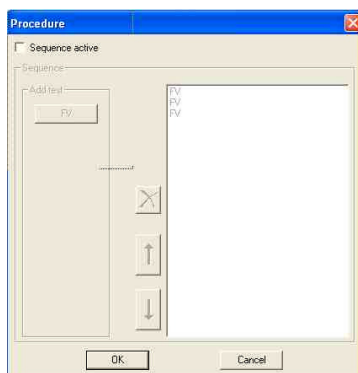 Procedure
Sequence active
Sequence
Add test
FV
FV
FV
FV
OK
Cancel